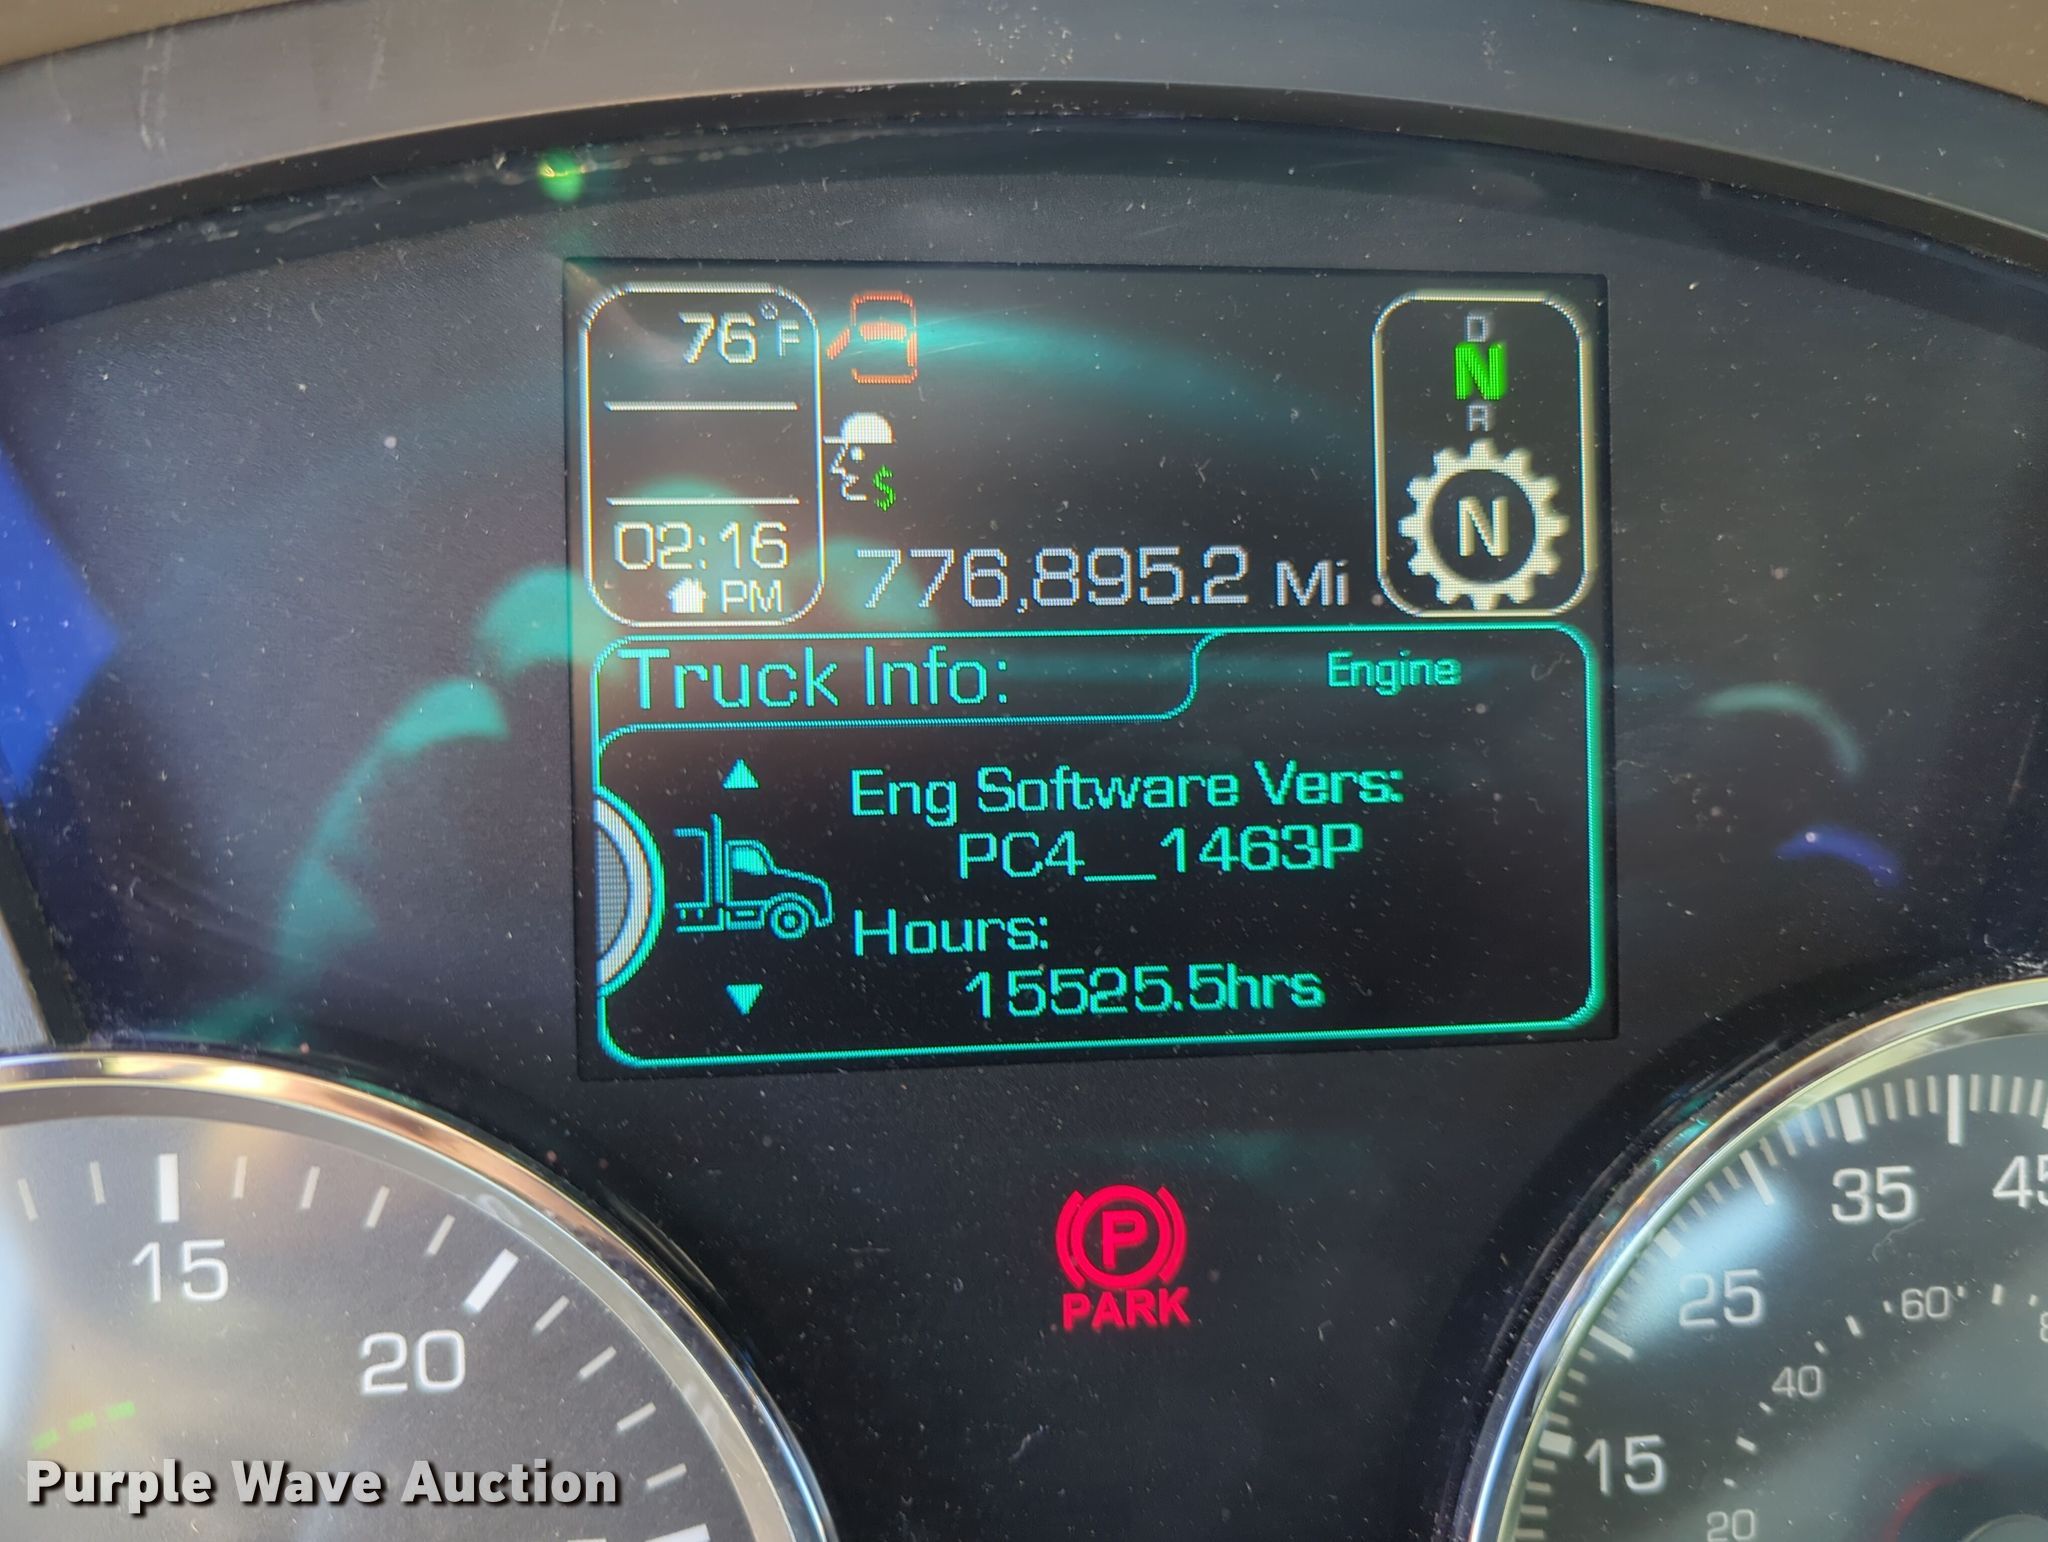 76°F
D
N
R
N
$
02:16
PM
776,895.2 Mi
Truck Info:
Engine
Eng Software Vers:
PC4__1463P
Hours:
15525.5hrs
P
PARK
15
20
15
25
35
20
40
60
Purple Wave Auction